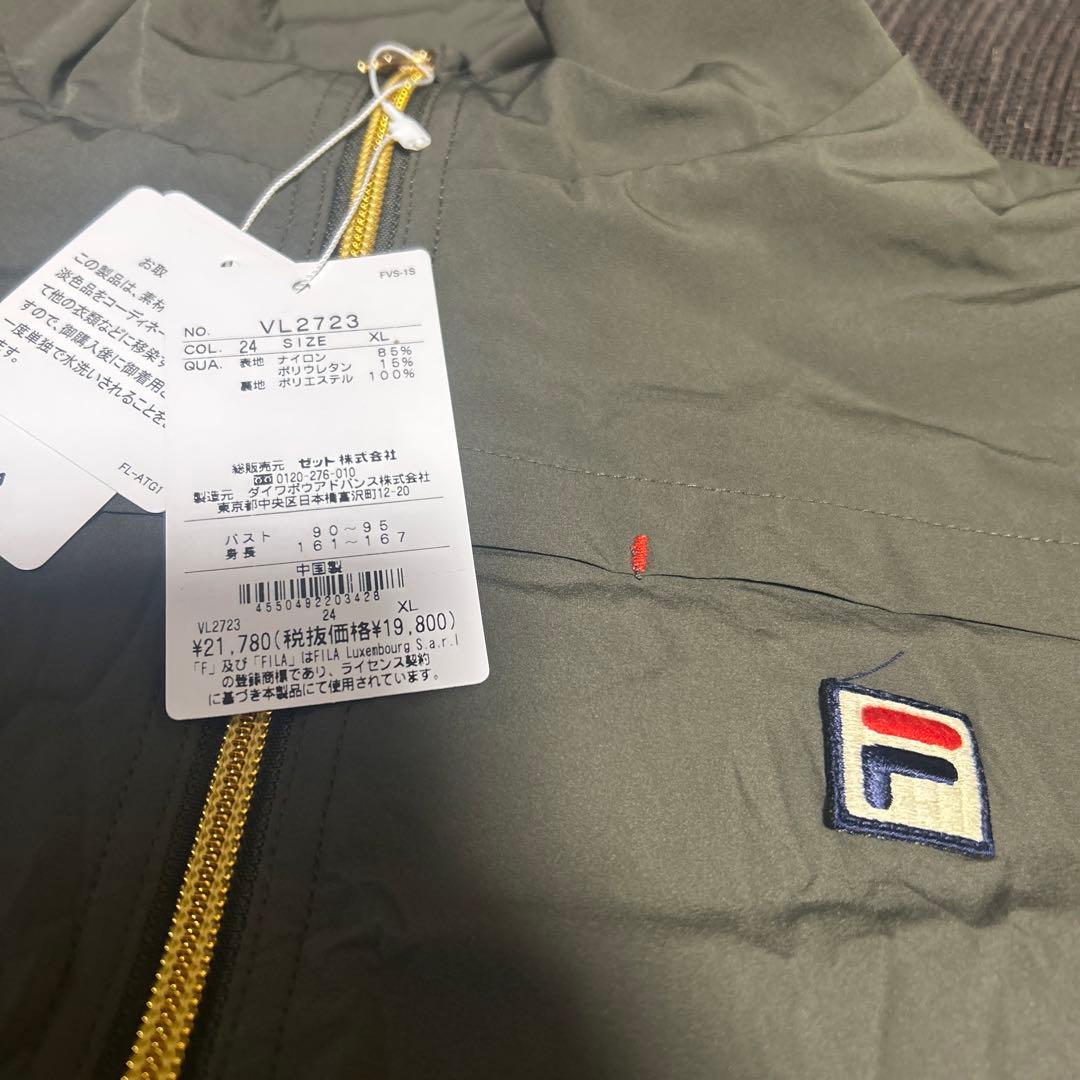 お取
この製品は、素材
淡色品をコーディネー
て他の衣類などに移染
すので、御購入後に御着用
一度単独で水洗いされることを
ます。
FL-ATG1
FVS-1S
NO. VL2723
COL. 24 SIZE XL
QUA. 表地 ナイロン 85%
ポリウレタン 15%
裏地 ポリエステル 100%
総販売元 ゼット株式会社
0120-276-010
製造元 ダイワボウアドバンス株式会社
東京都中央区日本橋富沢町12-20
バスト 90~95
身長 161~167
中国製
4550492203428
VL2723 24 XL
¥21,780(税抜価格¥19,800)
「F」及び「FILA」はFILA Luxembourg S.a.r.l
の登録商標であり、ライセンス契約
に基づき本製品にて使用されています。
F